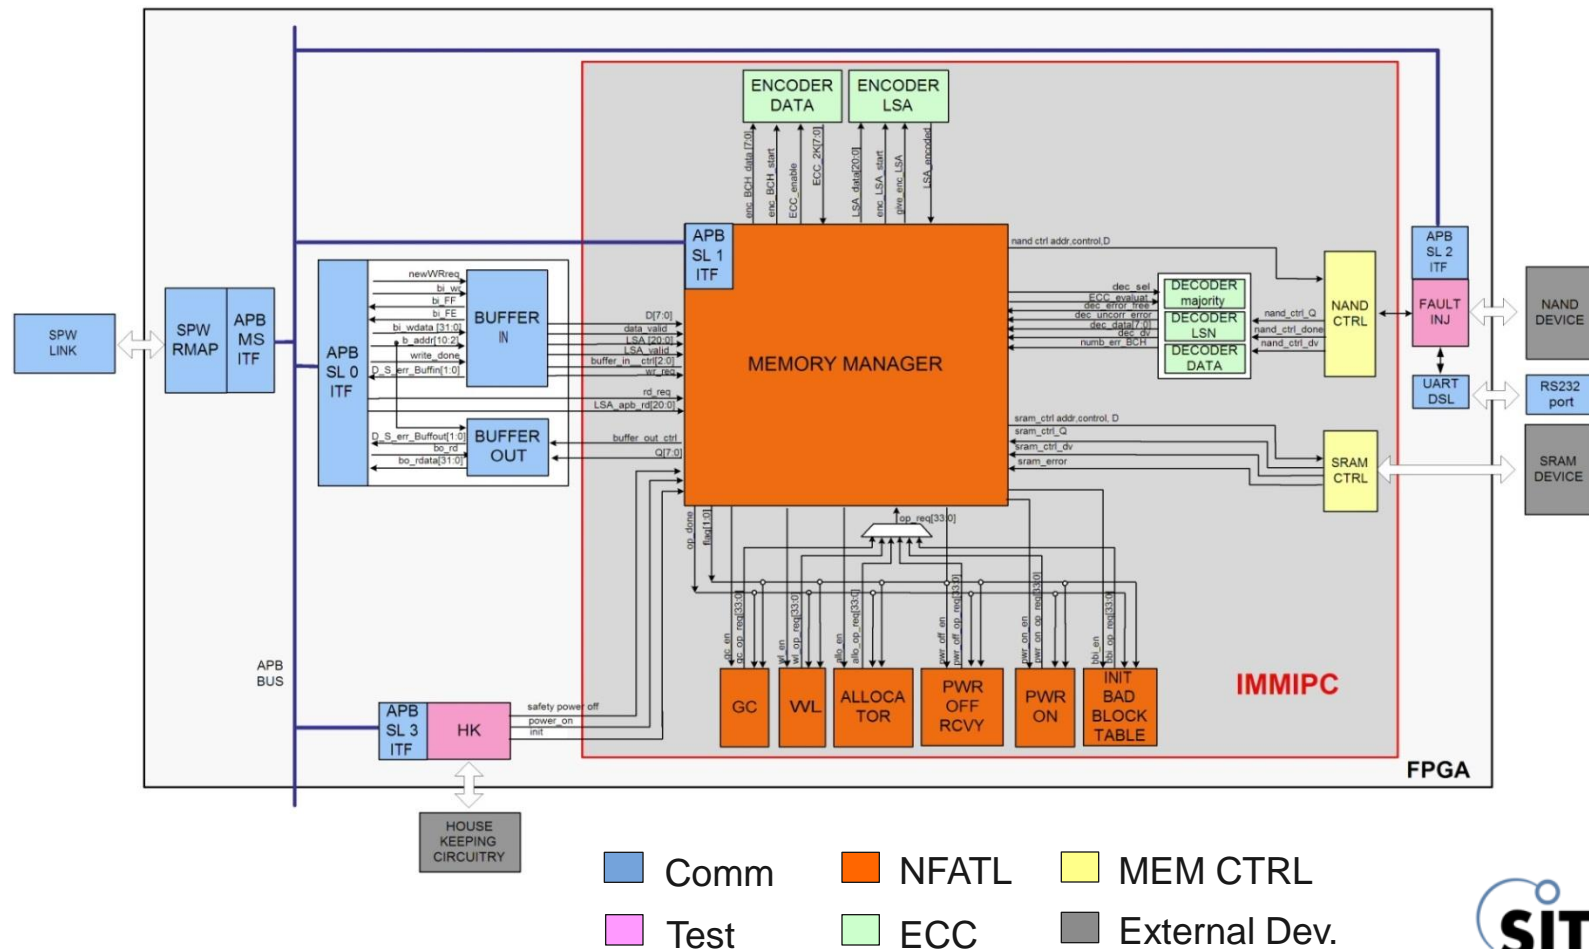 ENCODER
DATA
ENCODER
LSA
enc_BCH_data [7:0]
enc_BCH_start
ECC_enable
ECC_2K[7:0]
LSA_data[20:0]
enc_LSA_start
give_enc_LSA
LSA_encoded
APB
SL 1
ITF
MEMORY MANAGER
nand ctrl addr,control,D
NAND
CTRL
APB
SL 2
ITF
FAULT
INJ
UART
DSL
NAND
DEVICE
RS232
port
SRAM
DEVICE
dec_sel
ECC_evaluat
dec_error_free
dec_uncorr_error
dec_data[7:0]
dec_dv
numb_err_BCH
DECODER
majority
DECODER
LSN
DECODER
DATA
nand_ctrl_Q
nand_ctrl_done
nand_ctrl_dv
SPW
LINK
SPW
RMAP
APB
MS
ITF
APB
SL 0
ITF
newWRreq
bi_wr
bi_FF
bi_FE
bi_wdata [31:0]
b_addr[10:2]
write_done
D_S_err_Buffin[1:0]
BUFFER
IN
D[7:0]
data_valid
LSA [20:0]
LSA_valid
buffer_in_ctrl[2:0]
wr_req
rd_req
LSA_apb_rd[20:0]
D_S_err_Buffout[1:0]
bo_rd
bo_rdata[31:0]
BUFFER
OUT
buffer_out_ctrl
Q[7:0]
sram_ctrl addr,control, D
sram_ctrl_Q
sram_ctrl_dv
sram_error
SRAM
CTRL
op_done
flag[1:0]
op_req[33:0]
gc_en
gc_op_req[33:0]
wl_en
wl_op_req[33:0]
allo_en
allo_op_req[33:0]
pwr_off_en
pwr_off_op_req[33:0]
pwr_on_en
pwr_on_op_req[33:0]
bbi_en
bbi_op_req[33:0]
GC
WL
ALLOCA
TOR
PWR
OFF
RCVY
PWR
ON
INIT
BAD
BLOCK
TABLE
IMMIPC
FPGA
APB
BUS
APB
SL 3
ITF
HK
safety power off
power_on
init
HOUSE
KEEPING
CIRCUITRY
Comm
NFATL
MEM CTRL
Test
ECC
External Dev.
SIT